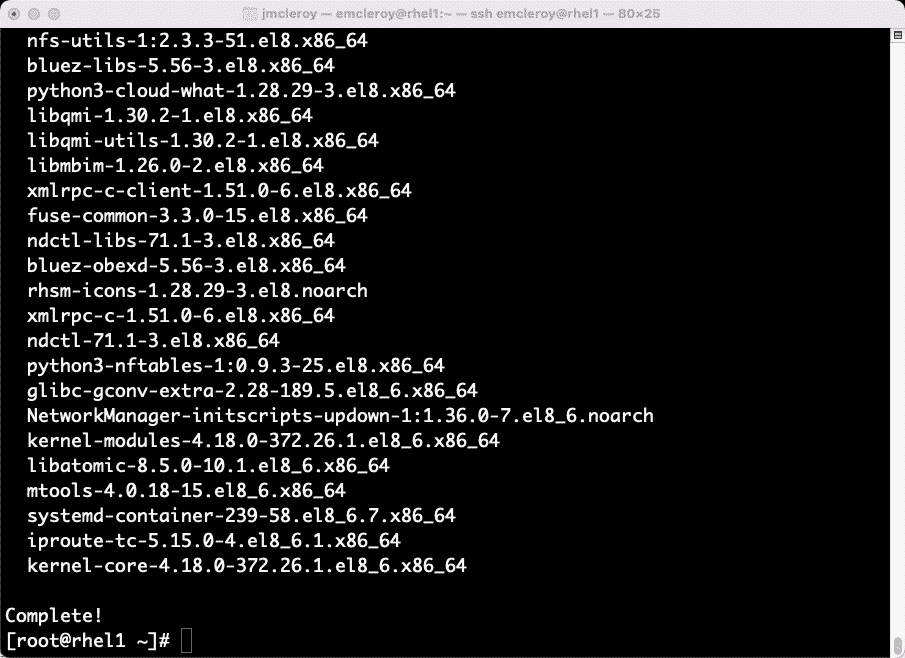 jmcleroy — emcleroy@rhel1:~ — ssh emcleroy@rhel1 — 80×25
nfs-utils-1:2.3.3-51.el8.x86_64
bluez-libs-5.56-3.el8.x86_64
python3-cloud-what-1.28.29-3.el8.x86_64
libqmi-1.30.2-1.el8.x86_64
libqmi-utils-1.30.2-1.el8.x86_64
libmbim-1.26.0-2.el8.x86_64
xmlrpc-c-client-1.51.0-6.el8.x86_64
fuse-common-3.3.0-15.el8.x86_64
ndctl-libs-71.1-3.el8.x86_64
bluez-obexd-5.56-3.el8.x86_64
rhsm-icons-1.28.29-3.el8.noarch
xmlrpc-c-1.51.0-6.el8.x86_64
ndctl-71.1-3.el8.x86_64
python3-nftables-1:0.9.3-25.el8.x86_64
glibc-gconv-extra-2.28-189.5.el8_6.x86_64
NetworkManager-initscripts-updown-1:1.36.0-7.el8_6.noarch
kernel-modules-4.18.0-372.26.1.el8_6.x86_64
libatomic-8.5.0-10.1.el8_6.x86_64
mtools-4.0.18-15.el8_6.x86_64
systemd-container-239-58.el8_6.7.x86_64
iproute-tc-5.15.0-4.el8_6.1.x86_64
kernel-core-4.18.0-372.26.1.el8_6.x86_64
Complete!
[root@rhel1 ~]#